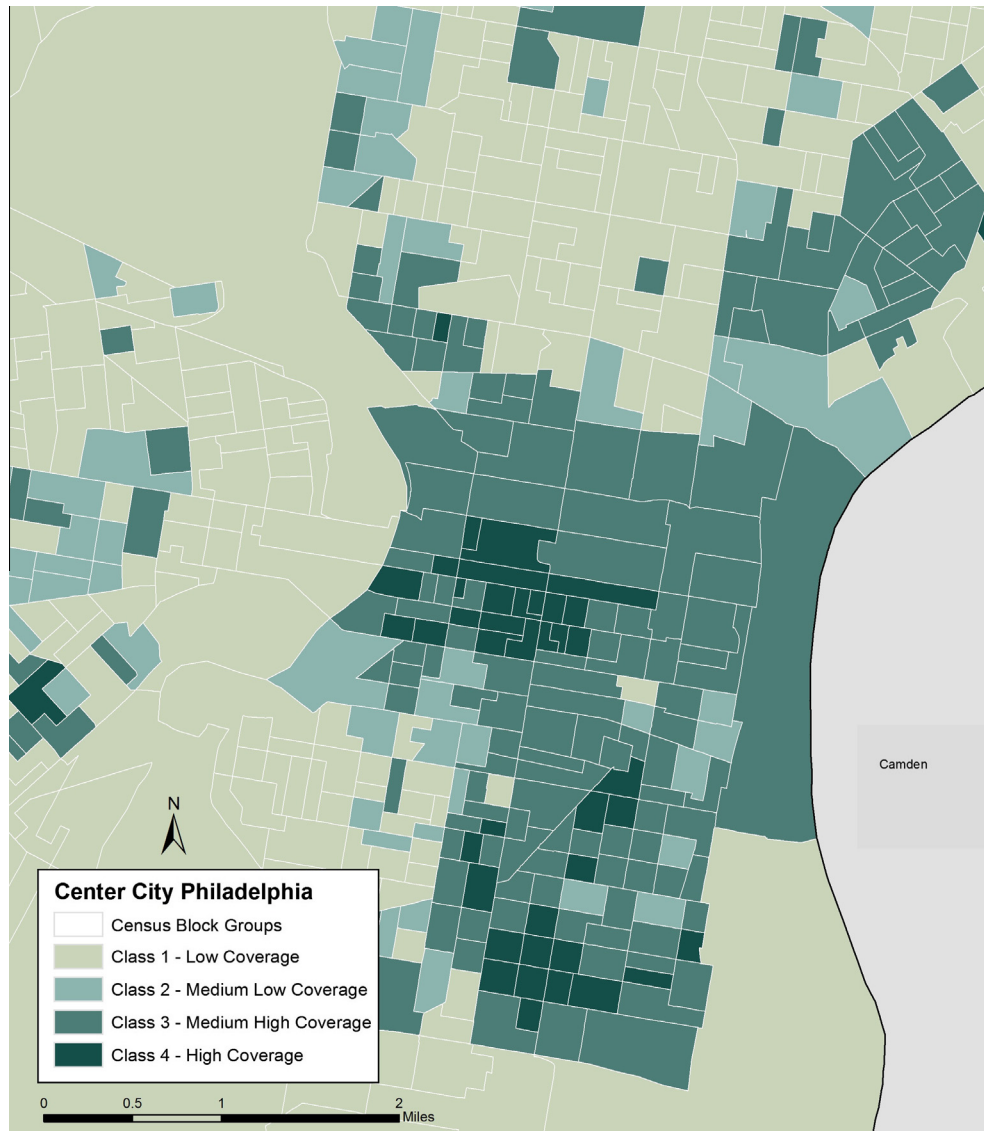 Camden
N
Center City Philadelphia
Census Block Groups
Class 1 - Low Coverage
Class 2 - Medium Low Coverage
Class 3 - Medium High Coverage
Class 4 - High Coverage
0 0.5 1 2
Miles